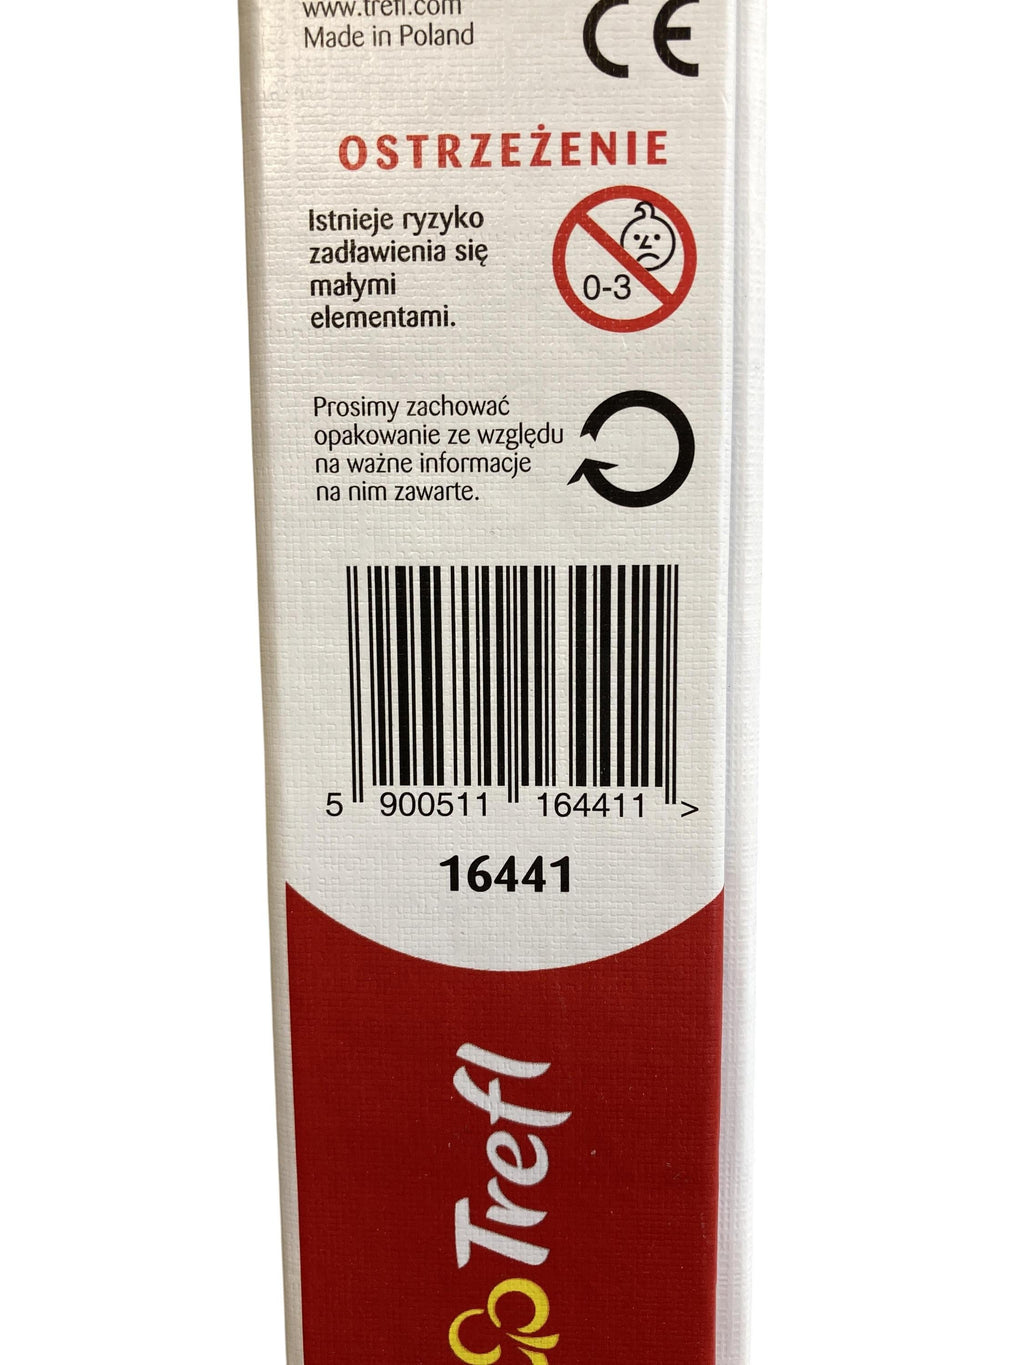 www.trefl.com
Made in Poland
CE
OSTRZEŻENIE
Istnieje ryzyko
zadławienia się
małymi
elementami.
0-3
Prosimy zachować
opakowanie ze względu
na ważne informacje
na nim zawarte.
5 900511 164411 >
16441
Trefl